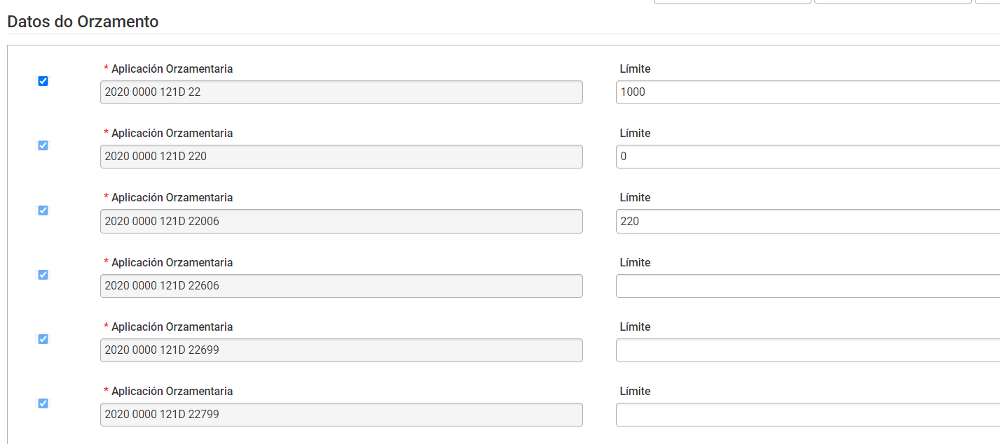 Datos do Orzamento
* Aplicación Orzamentaria Límite
2020 0000 121D 22 1000
* Aplicación Orzamentaria Límite
2020 0000 121D 220 0
* Aplicación Orzamentaria Límite
2020 0000 121D 22006 220
* Aplicación Orzamentaria Límite
2020 0000 121D 22606
* Aplicación Orzamentaria Límite
2020 0000 121D 22699
* Aplicación Orzamentaria Límite
2020 0000 121D 22799